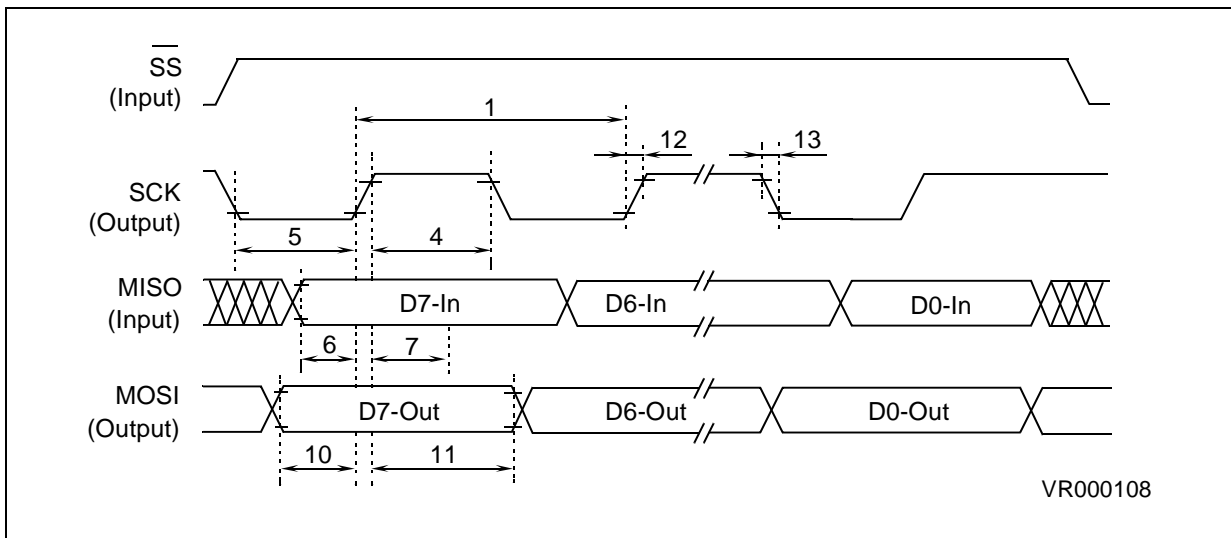 SS
(Input)
1
12
13
SCK
(Output)
5
4
MISO
(Input)
D7-In
D6-In
D0-In
6
7
MOSI
(Output)
D7-Out
D6-Out
D0-Out
10
11
VR000108